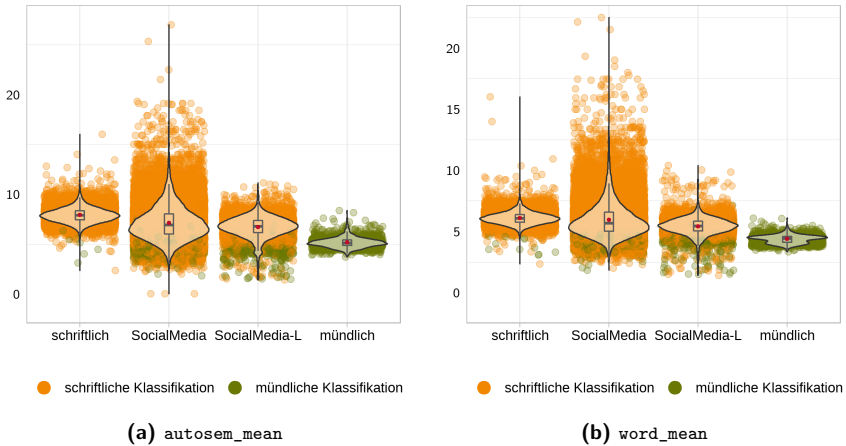 20
10
0
schriftlich SocialMedia SocialMedia-L mündlich
schriftliche Klassifikation mündliche Klassifikation
(a) autosem_mean
20
15
10
5
0
schriftlich SocialMedia SocialMedia-L mündlich
schriftliche Klassifikation mündliche Klassifikation
(b) word_mean